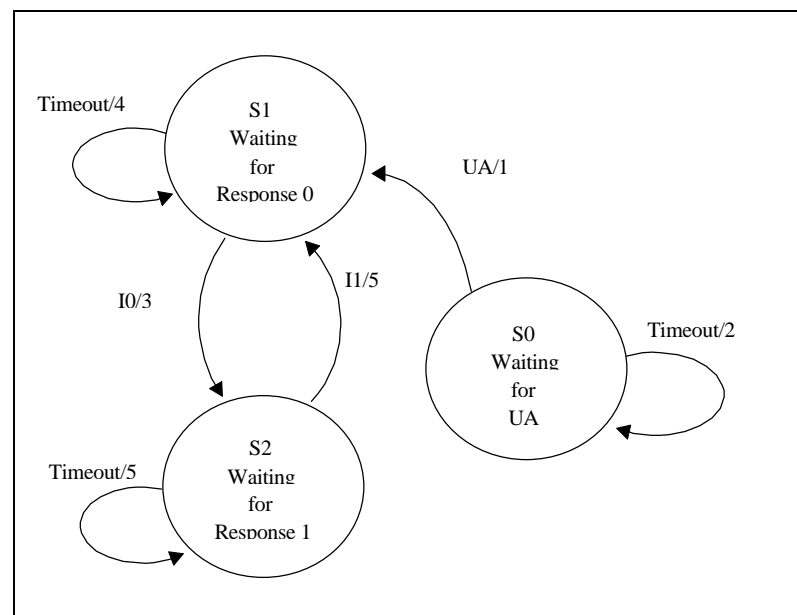 Timeout/4
S1
Waiting
for
Response 0
UA/1
I0/3
I1/5
S0
Waiting
for
UA
Timeout/2
S2
Waiting
for
Response 1
Timeout/5